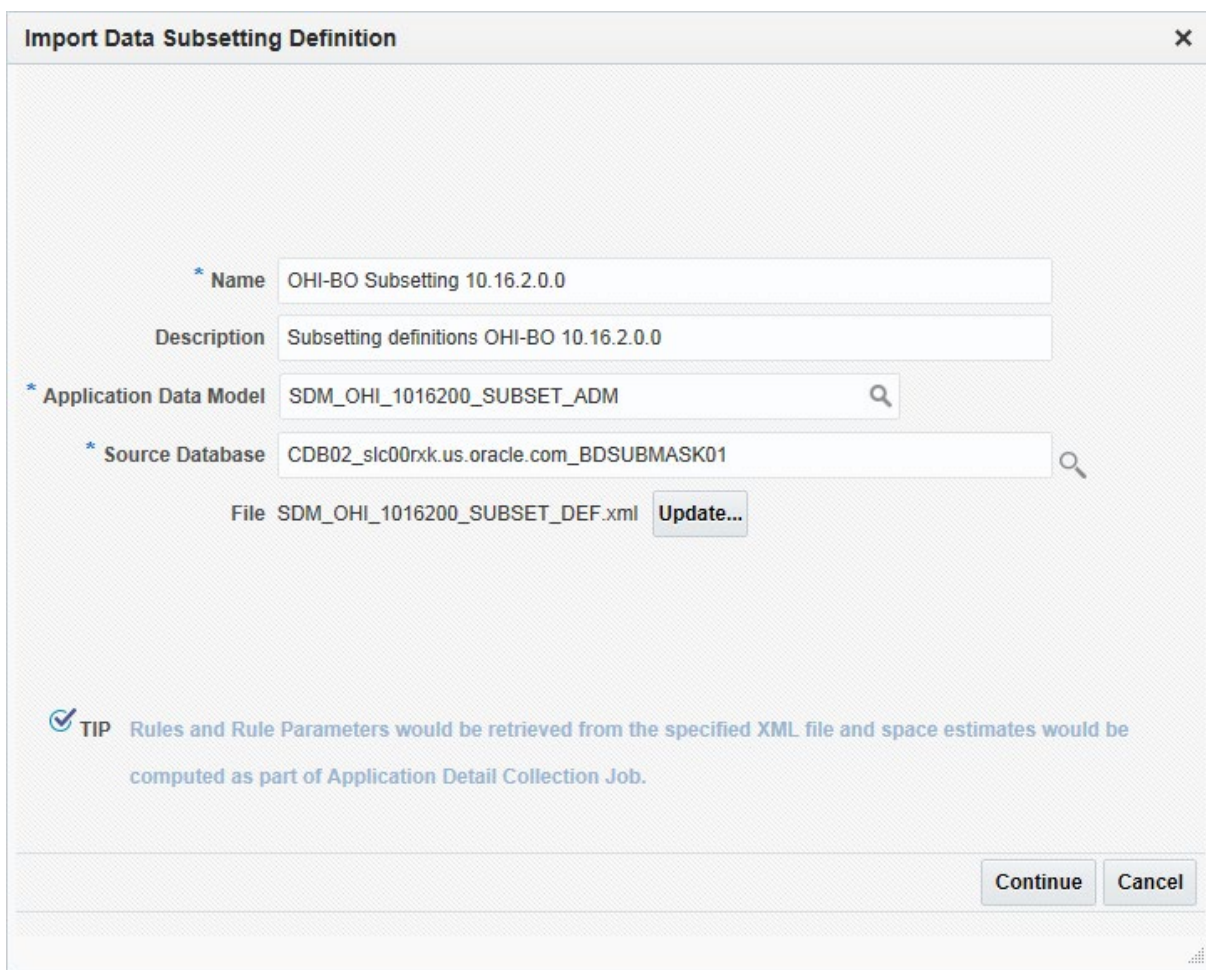 Import Data Subsetting Definition
* Name OHI-BO Subsetting 10.16.2.0.0
Description Subsetting definitions OHI-BO 10.16.2.0.0
* Application Data Model SDM_OHI_1016200_SUBSET_ADM
* Source Database CDB02_slc00rxk.us.oracle.com_BDSUBMASK01
File SDM_OHI_1016200_SUBSET_DEF.xml Update...
TIP Rules and Rule Parameters would be retrieved from the specified XML file and space estimates would be
computed as part of Application Detail Collection Job.
Continue Cancel